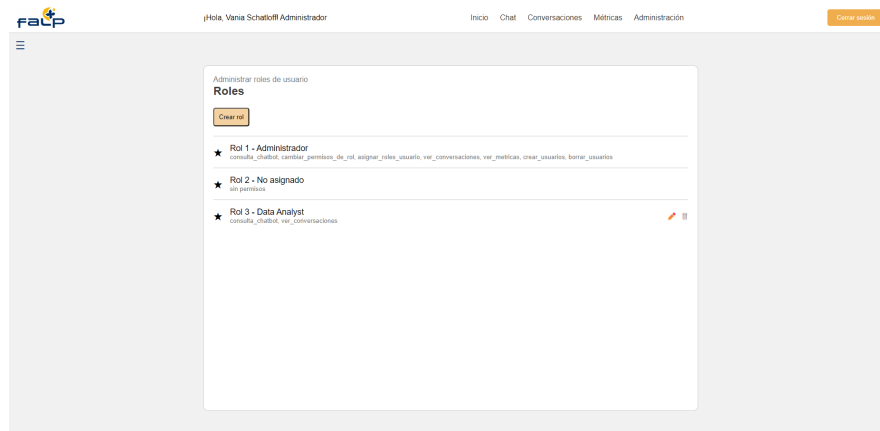 falp
¡Hola, Vania Schatloff! Administrador
Inicio Chat Conversaciones Métricas Administración
Cerrar sesión
Administrar roles de usuario
Roles
Crear rol
Rol 1 - Administrador
consulta_chatbot, cambiar_permisos_de_rol, asignar_roles_usuario, ver_conversaciones, ver_metricas, crear_usuarios, borrar_usuarios
Rol 2 - No asignado
sin permisos
Rol 3 - Data Analyst
consulta_chatbot, ver_conversaciones